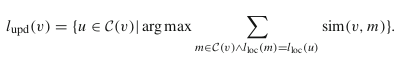 l_upd(v) = {u ∈ 𝒞(v)| arg max ∑_{m∈𝒞(v)∧l_loc(m)=l_loc(u)} sim(v, m)}.